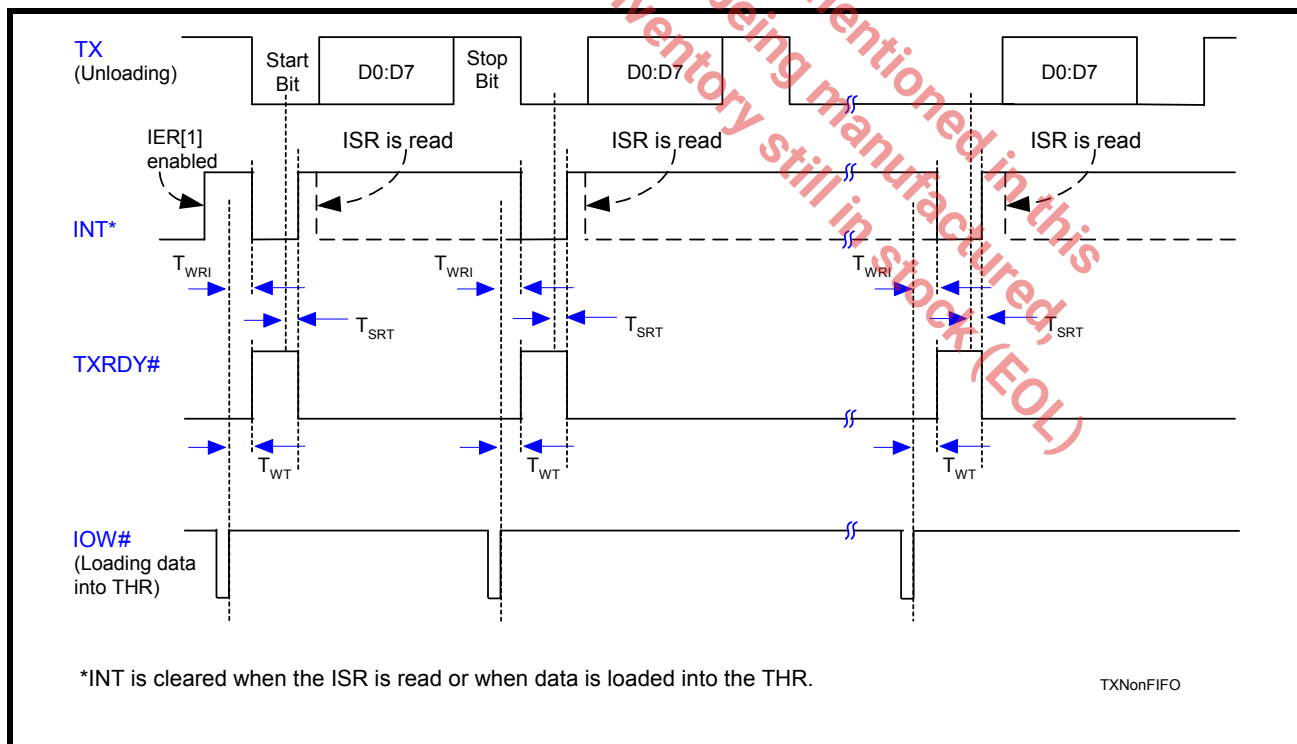 TX
(Unloading)
Start
Bit
D0:D7
Stop
Bit
D0:D7
D0:D7
IER[1]
enabled
ISR is read
ISR is read
ISR is read
INT*
TWRI
TWRI
TWRI
TSRT
TSRT
TSRT
TXRDY#
TWT
TWT
TWT
IOW#
(Loading data
into THR)
*INT is cleared when the ISR is read or when data is loaded into the THR.
TXNonFIFO
mentioned in this
being manufactured,
ventory still in stock (EOL)